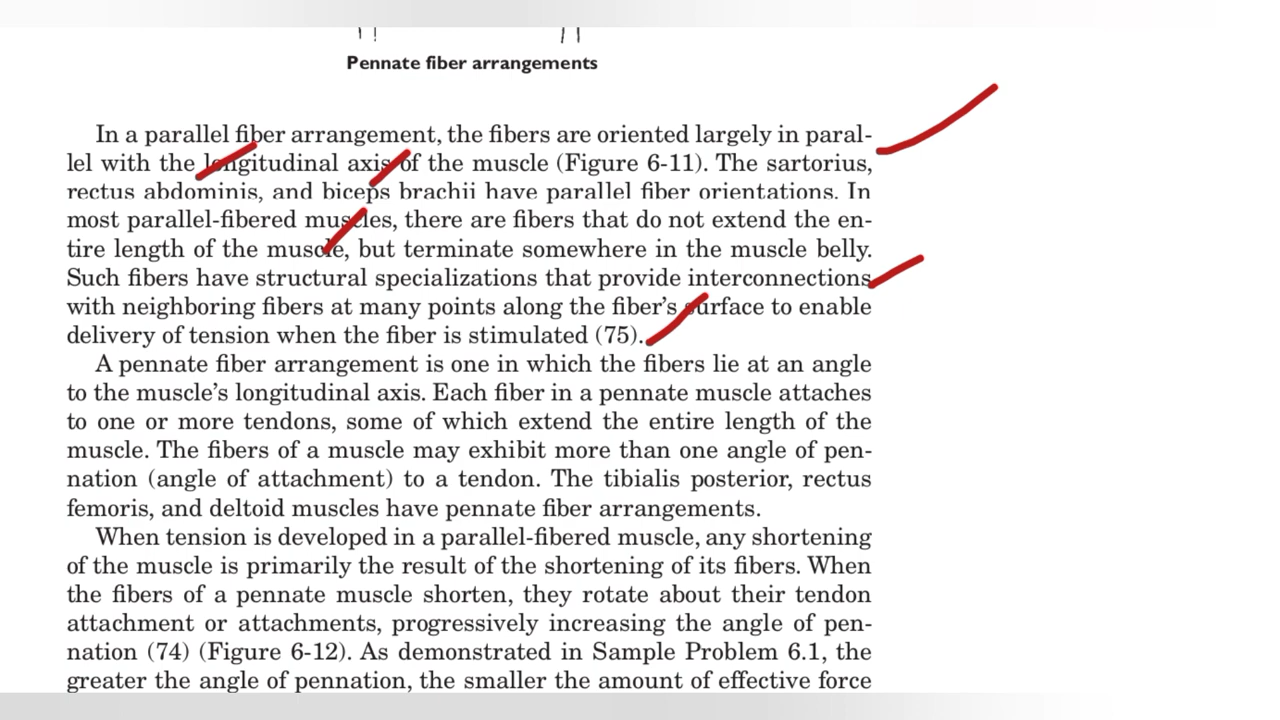 Pennate fiber arrangements
In a parallel fiber arrangement, the fibers are oriented largely in paral-
lel with the longitudinal axis of the muscle (Figure 6-11). The sartorius,
rectus abdominis, and biceps brachii have parallel fiber orientations. In
most parallel-fibered muscles, there are fibers that do not extend the en-
tire length of the muscle, but terminate somewhere in the muscle belly.
Such fibers have structural specializations that provide interconnections
with neighboring fibers at many points along the fiber's surface to enable
delivery of tension when the fiber is stimulated (75).
A pennate fiber arrangement is one in which the fibers lie at an angle
to the muscle's longitudinal axis. Each fiber in a pennate muscle attaches
to one or more tendons, some of which extend the entire length of the
muscle. The fibers of a muscle may exhibit more than one angle of pen-
nation (angle of attachment) to a tendon. The tibialis posterior, rectus
femoris, and deltoid muscles have pennate fiber arrangements.
When tension is developed in a parallel-fibered muscle, any shortening
of the muscle is primarily the result of the shortening of its fibers. When
the fibers of a pennate muscle shorten, they rotate about their tendon
attachment or attachments, progressively increasing the angle of pen-
nation (74) (Figure 6-12). As demonstrated in Sample Problem 6.1, the
greater the angle of pennation, the smaller the amount of effective force